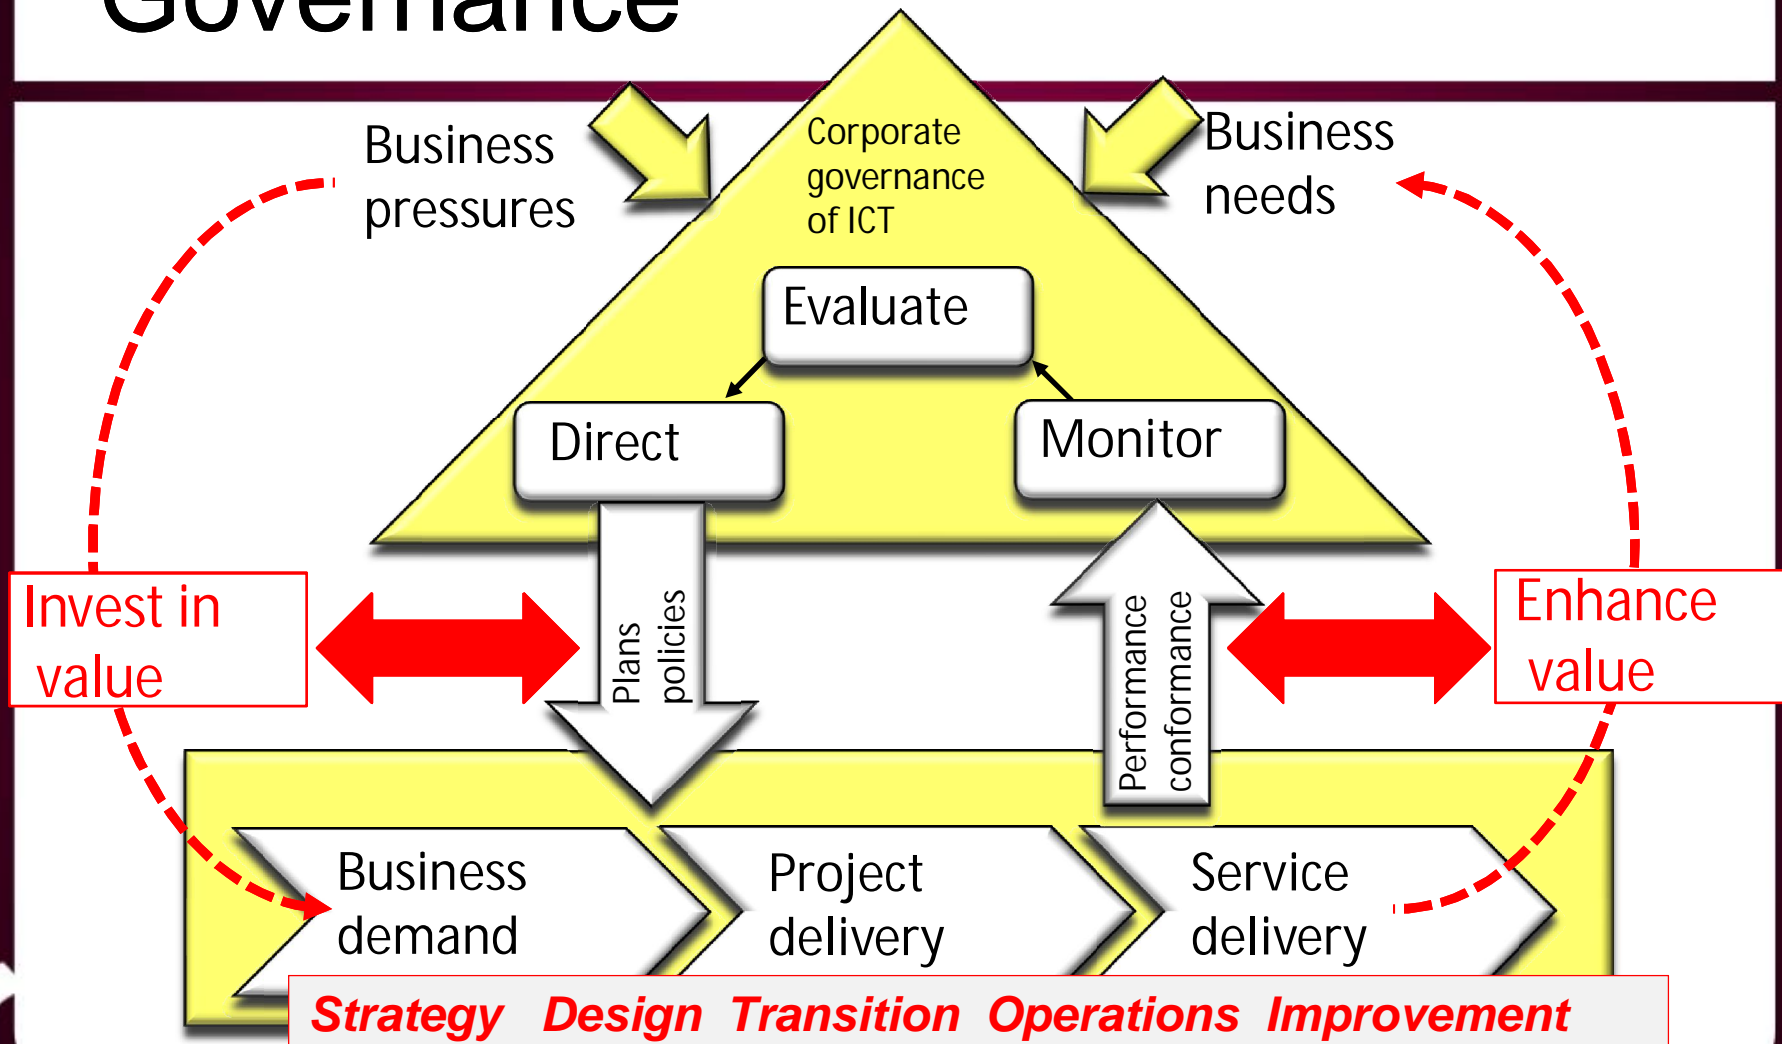 Governance
Business
pressures
Corporate
governance
of ICT
Business
needs
Evaluate
Direct
Monitor
Invest in
value
Plans
policies
Performance
conformance
Enhance
value
Business
demand
Project
delivery
Service
delivery
Strategy Design Transition Operations Improvement